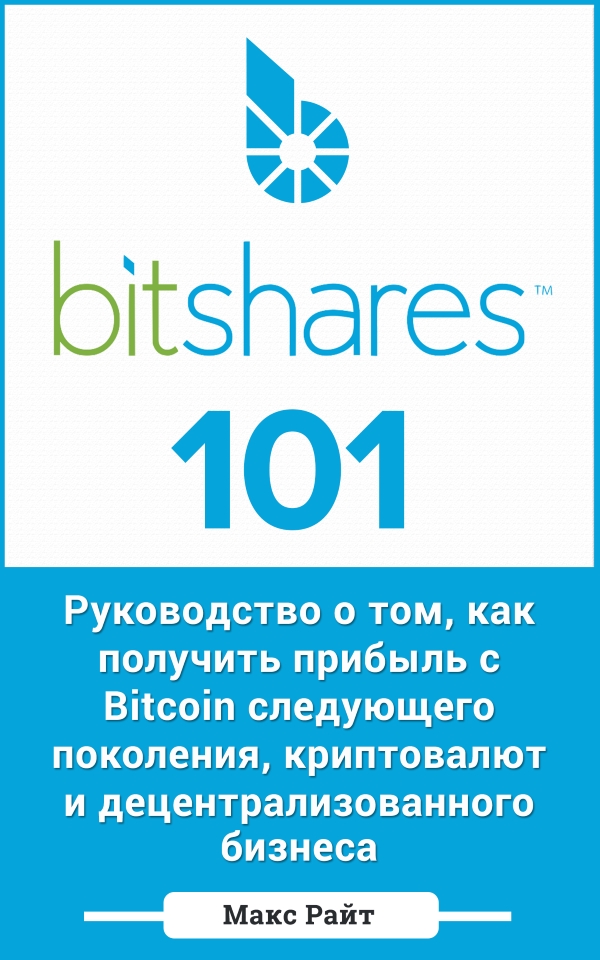 bitshares™
101
Руководство о том, как
получить прибыль с
Bitcoin следующего
поколения, криптовалют
и децентрализованного
бизнеса
Макс Райт